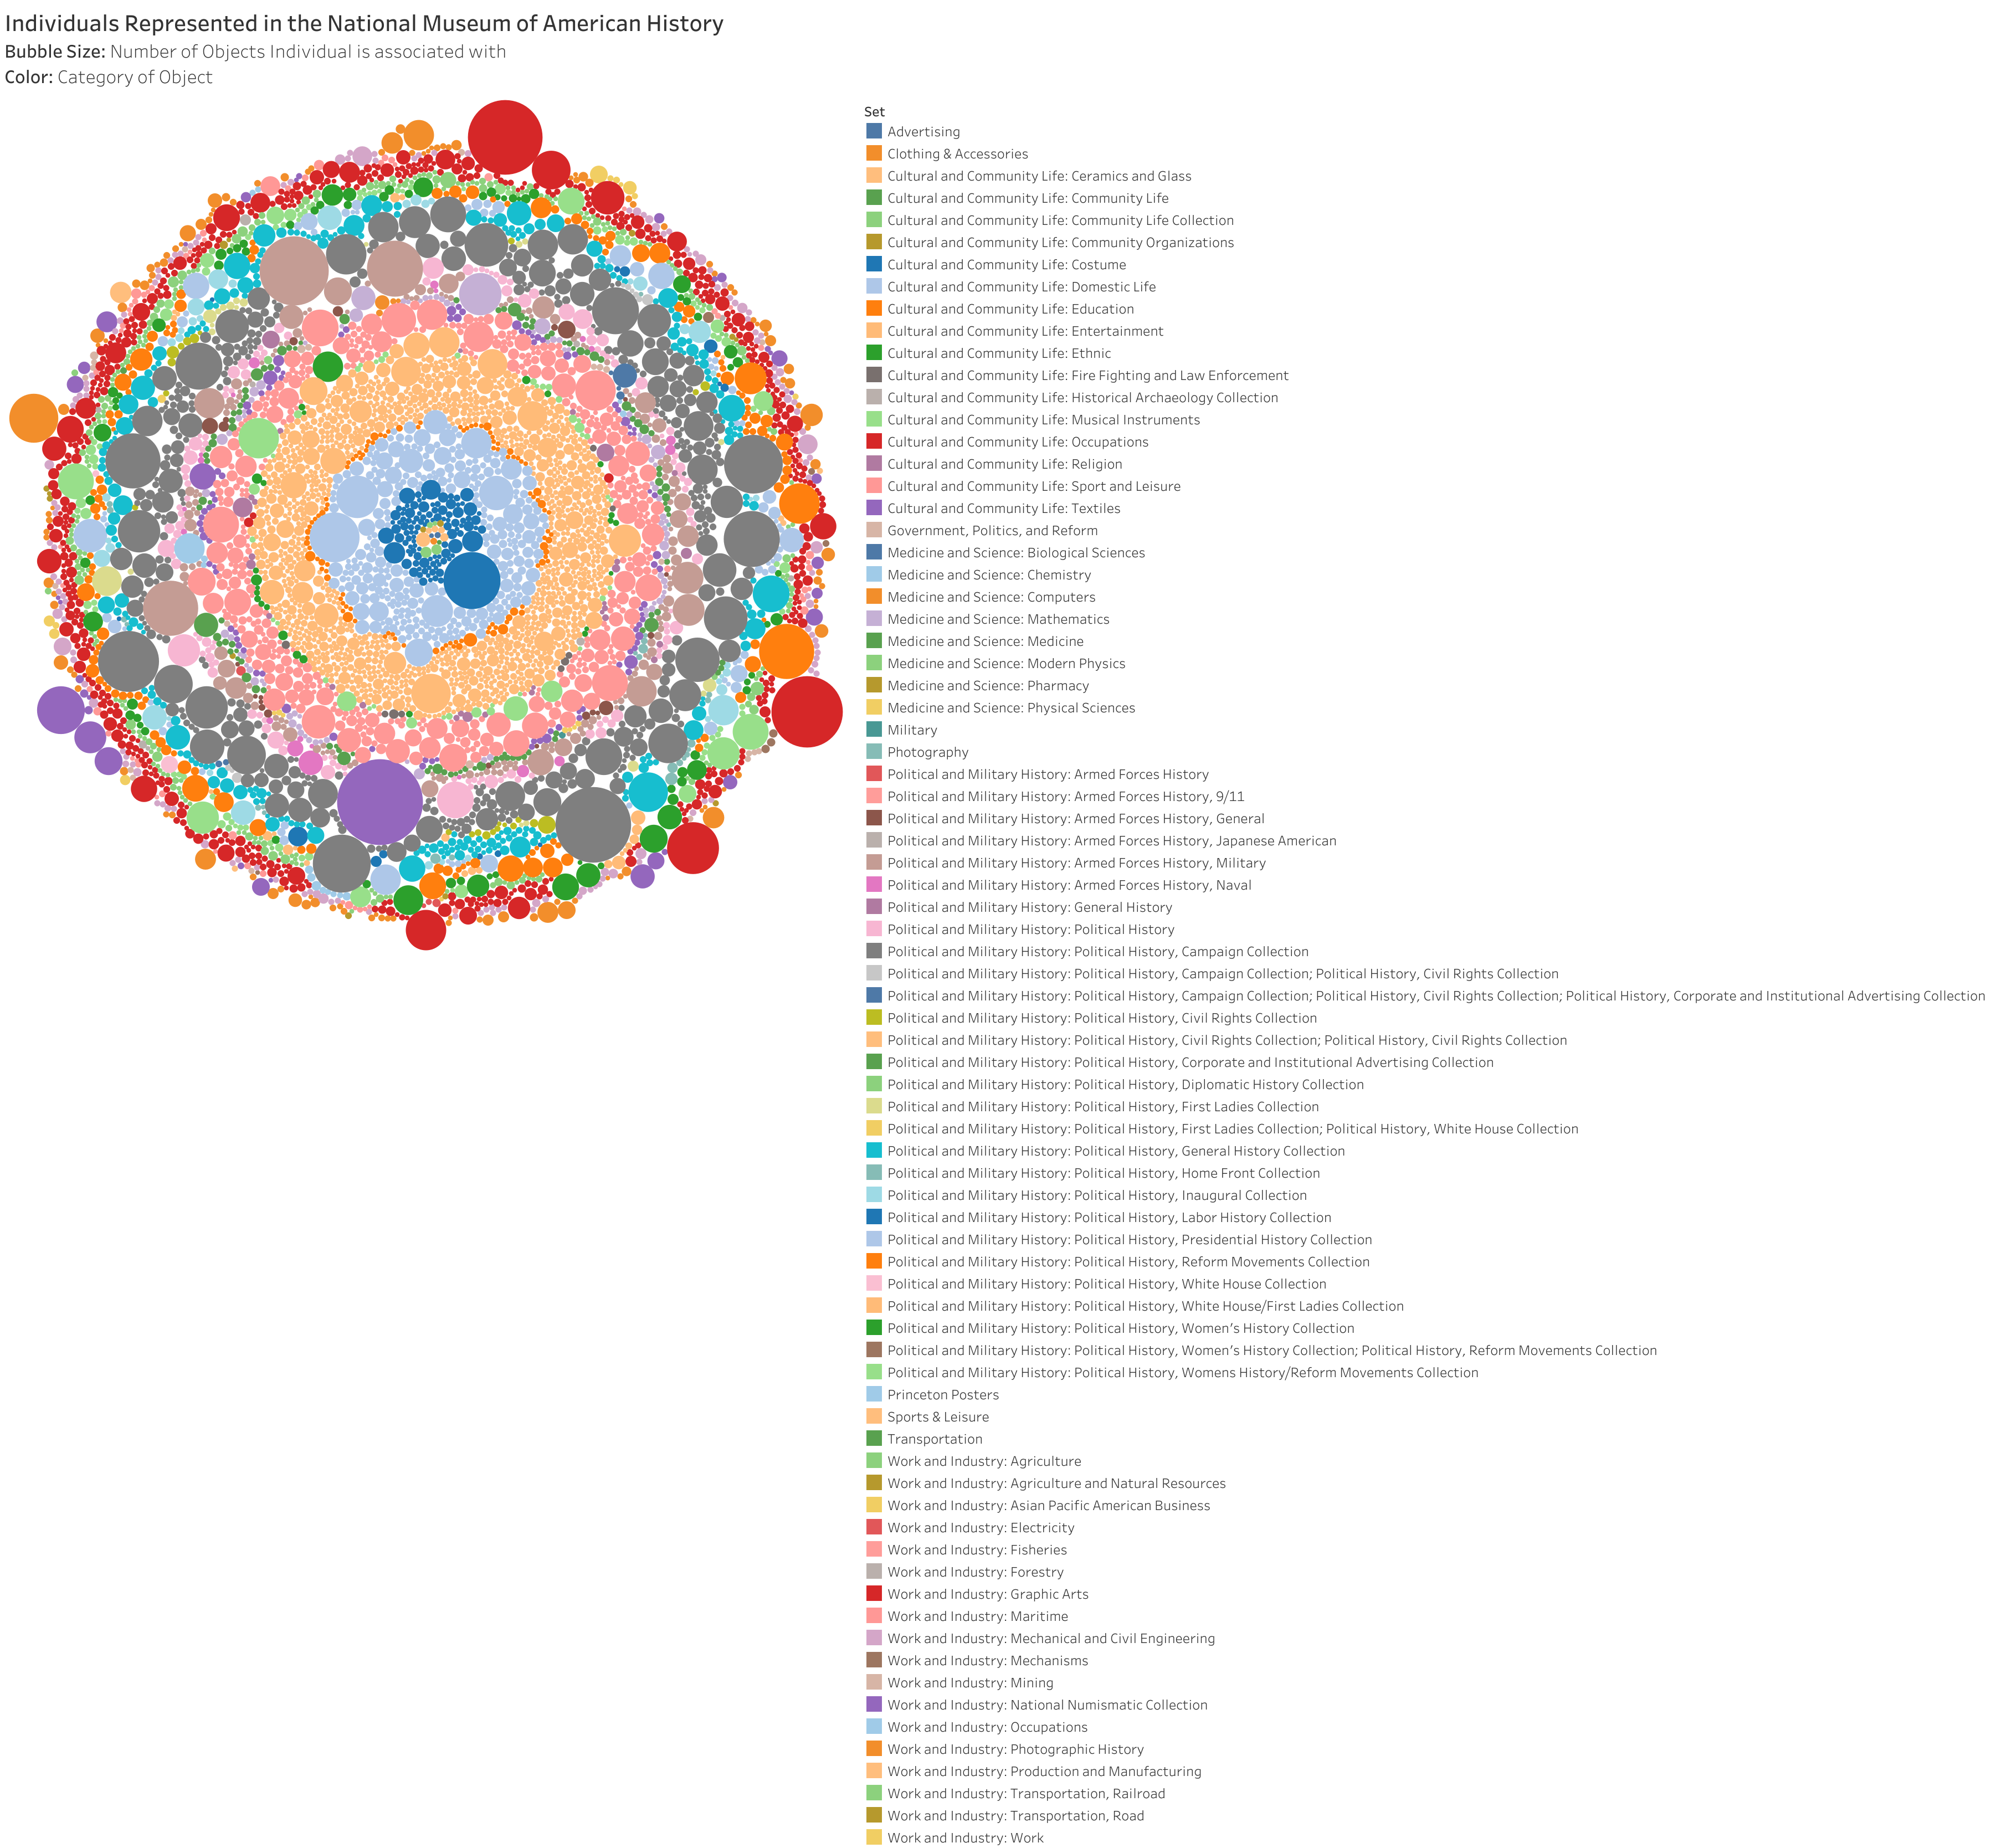 Individuals Represented in the National Museum of American History
Bubble Size: Number of Objects Individual is associated with
Color: Category of Object
Set
Advertising
Clothing & Accessories
Cultural and Community Life: Ceramics and Glass
Cultural and Community Life: Community Life
Cultural and Community Life: Community Life Collection
Cultural and Community Life: Community Organizations
Cultural and Community Life: Costume
Cultural and Community Life: Domestic Life
Cultural and Community Life: Education
Cultural and Community Life: Entertainment
Cultural and Community Life: Ethnic
Cultural and Community Life: Fire Fighting and Law Enforcement
Cultural and Community Life: Historical Archaeology Collection
Cultural and Community Life: Musical Instruments
Cultural and Community Life: Occupations
Cultural and Community Life: Religion
Cultural and Community Life: Sport and Leisure
Cultural and Community Life: Textiles
Government, Politics, and Reform
Medicine and Science: Biological Sciences
Medicine and Science: Chemistry
Medicine and Science: Computers
Medicine and Science: Mathematics
Medicine and Science: Medicine
Medicine and Science: Modern Physics
Medicine and Science: Pharmacy
Medicine and Science: Physical Sciences
Military
Photography
Political and Military History: Armed Forces History
Political and Military History: Armed Forces History, 9/11
Political and Military History: Armed Forces History, General
Political and Military History: Armed Forces History, Japanese American
Political and Military History: Armed Forces History, Military
Political and Military History: Armed Forces History, Naval
Political and Military History: General History
Political and Military History: Political History
Political and Military History: Political History, Campaign Collection
Political and Military History: Political History, Campaign Collection; Political History, Civil Rights Collection
Political and Military History: Political History, Campaign Collection; Political History, Civil Rights Collection; Political History, Corporate and Institutional Advertising Collection
Political and Military History: Political History, Civil Rights Collection
Political and Military History: Political History, Civil Rights Collection; Political History, Civil Rights Collection
Political and Military History: Political History, Corporate and Institutional Advertising Collection
Political and Military History: Political History, Diplomatic History Collection
Political and Military History: Political History, First Ladies Collection
Political and Military History: Political History, First Ladies Collection; Political History, White House Collection
Political and Military History: Political History, General History Collection
Political and Military History: Political History, Home Front Collection
Political and Military History: Political History, Inaugural Collection
Political and Military History: Political History, Labor History Collection
Political and Military History: Political History, Presidential History Collection
Political and Military History: Political History, Reform Movements Collection
Political and Military History: Political History, White House Collection
Political and Military History: Political History, White House/First Ladies Collection
Political and Military History: Political History, Women's History Collection
Political and Military History: Political History, Women's History Collection; Political History, Reform Movements Collection
Political and Military History: Political History, Womens History/Reform Movements Collection
Princeton Posters
Sports & Leisure
Transportation
Work and Industry: Agriculture
Work and Industry: Agriculture and Natural Resources
Work and Industry: Asian Pacific American Business
Work and Industry: Electricity
Work and Industry: Fisheries
Work and Industry: Forestry
Work and Industry: Graphic Arts
Work and Industry: Maritime
Work and Industry: Mechanical and Civil Engineering
Work and Industry: Mechanisms
Work and Industry: Mining
Work and Industry: National Numismatic Collection
Work and Industry: Occupations
Work and Industry: Photographic History
Work and Industry: Production and Manufacturing
Work and Industry: Transportation, Railroad
Work and Industry: Transportation, Road
Work and Industry: Work